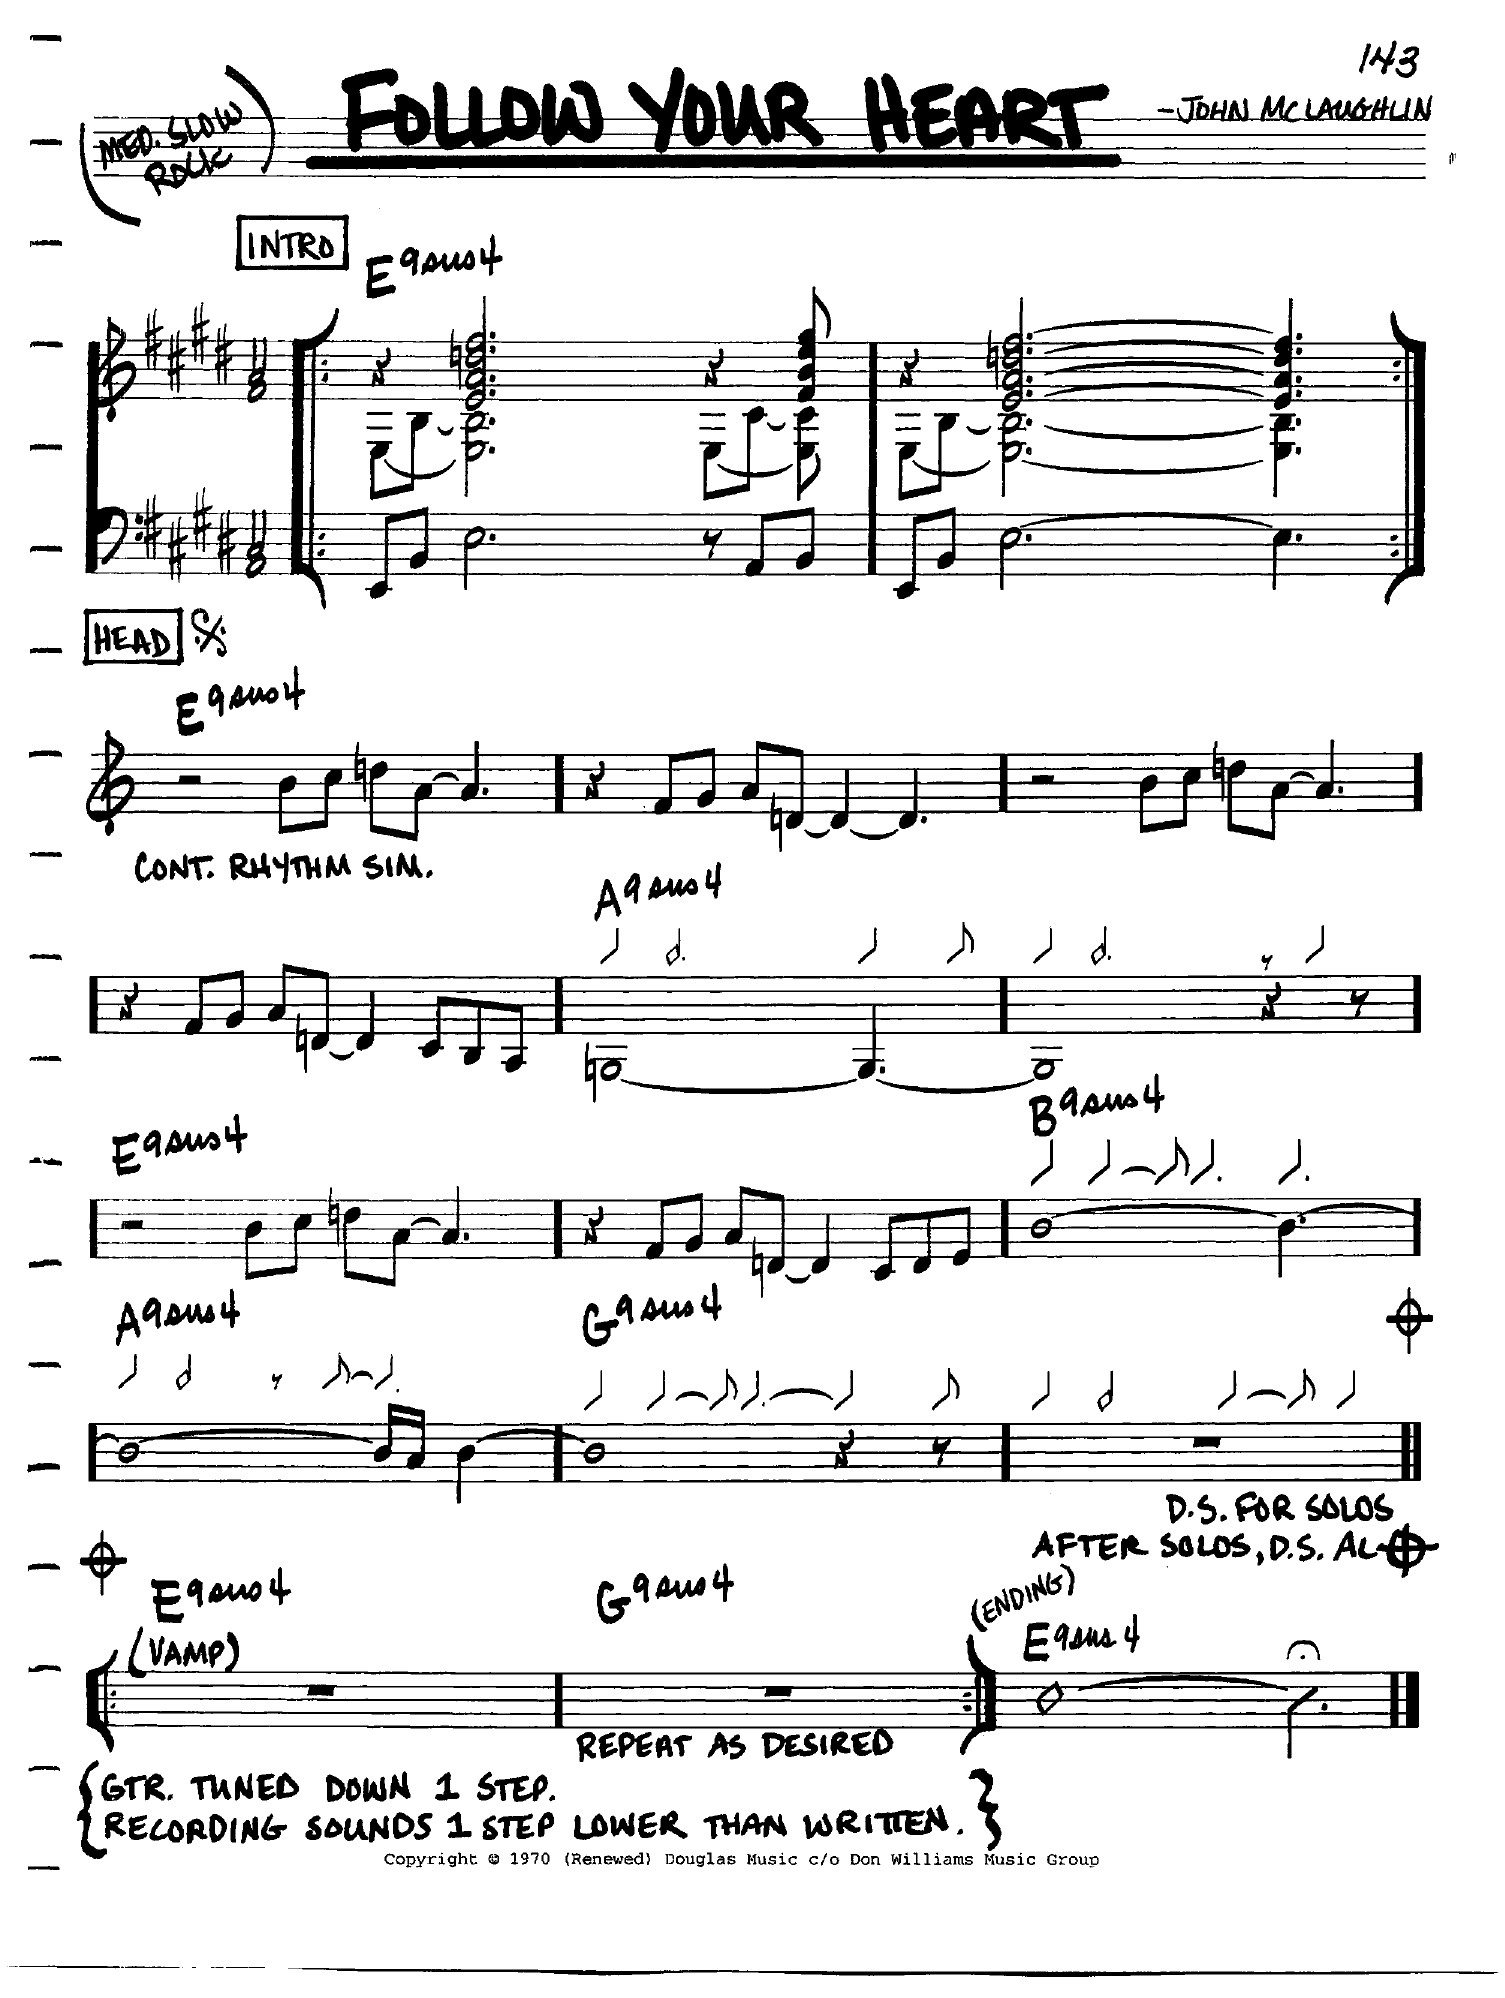 143
(MED. SLOW ROCK)
FOLLOW YOUR HEART
-JOHN MCLAUGHLIN
INTRO
E9sus4
HEAD
E9sus4
CONT. RHYTHM SIM.
A9sus4
E9sus4
B9sus4
A9sus4
G9sus4
D.S. FOR SOLOS
AFTER SOLOS, D.S. AL
E9sus4
G9sus4
(ENDING)
E9sus4
(VAMP)
REPEAT AS DESIRED
{GTR. TUNED DOWN 1 STEP.
RECORDING SOUNDS 1 STEP LOWER THAN WRITTEN.}
Copyright © 1970 (Renewed) Douglas Music c/o Don Williams Music Group